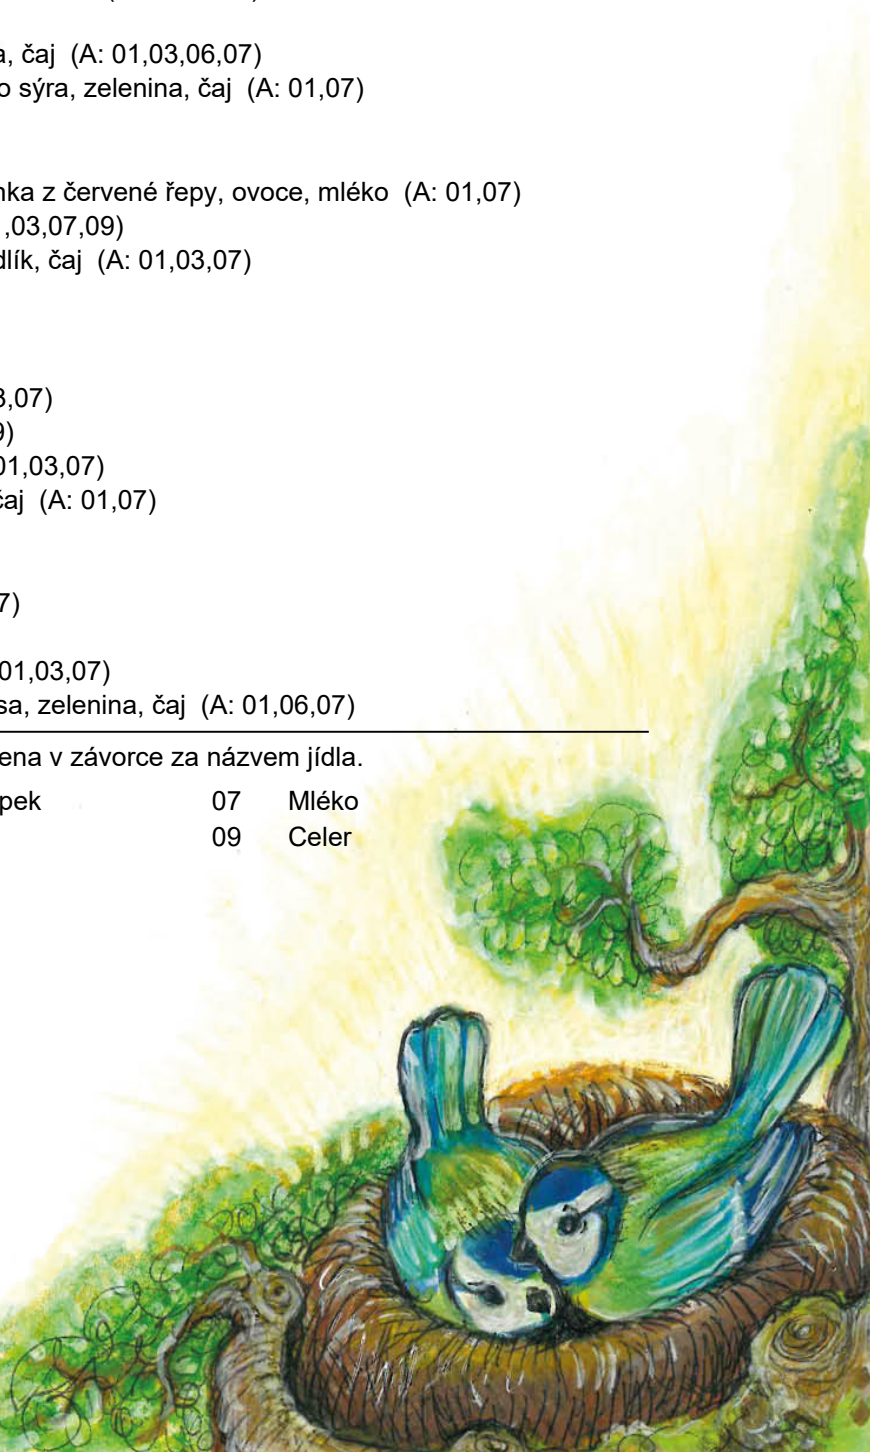 a, čaj (A: 01,03,06,07)
o sýra, zelenina, čaj (A: 01,07)
nka z červené řepy, ovoce, mléko (A: 01,07)
,03,07,09)
dlík, čaj (A: 01,03,07)
,07)
9)
01,03,07)
čaj (A: 01,07)
7)
01,03,07)
sa, zelenina, čaj (A: 01,06,07)
ena v závorce za názvem jídla.
pek 07 Mléko
09 Celer